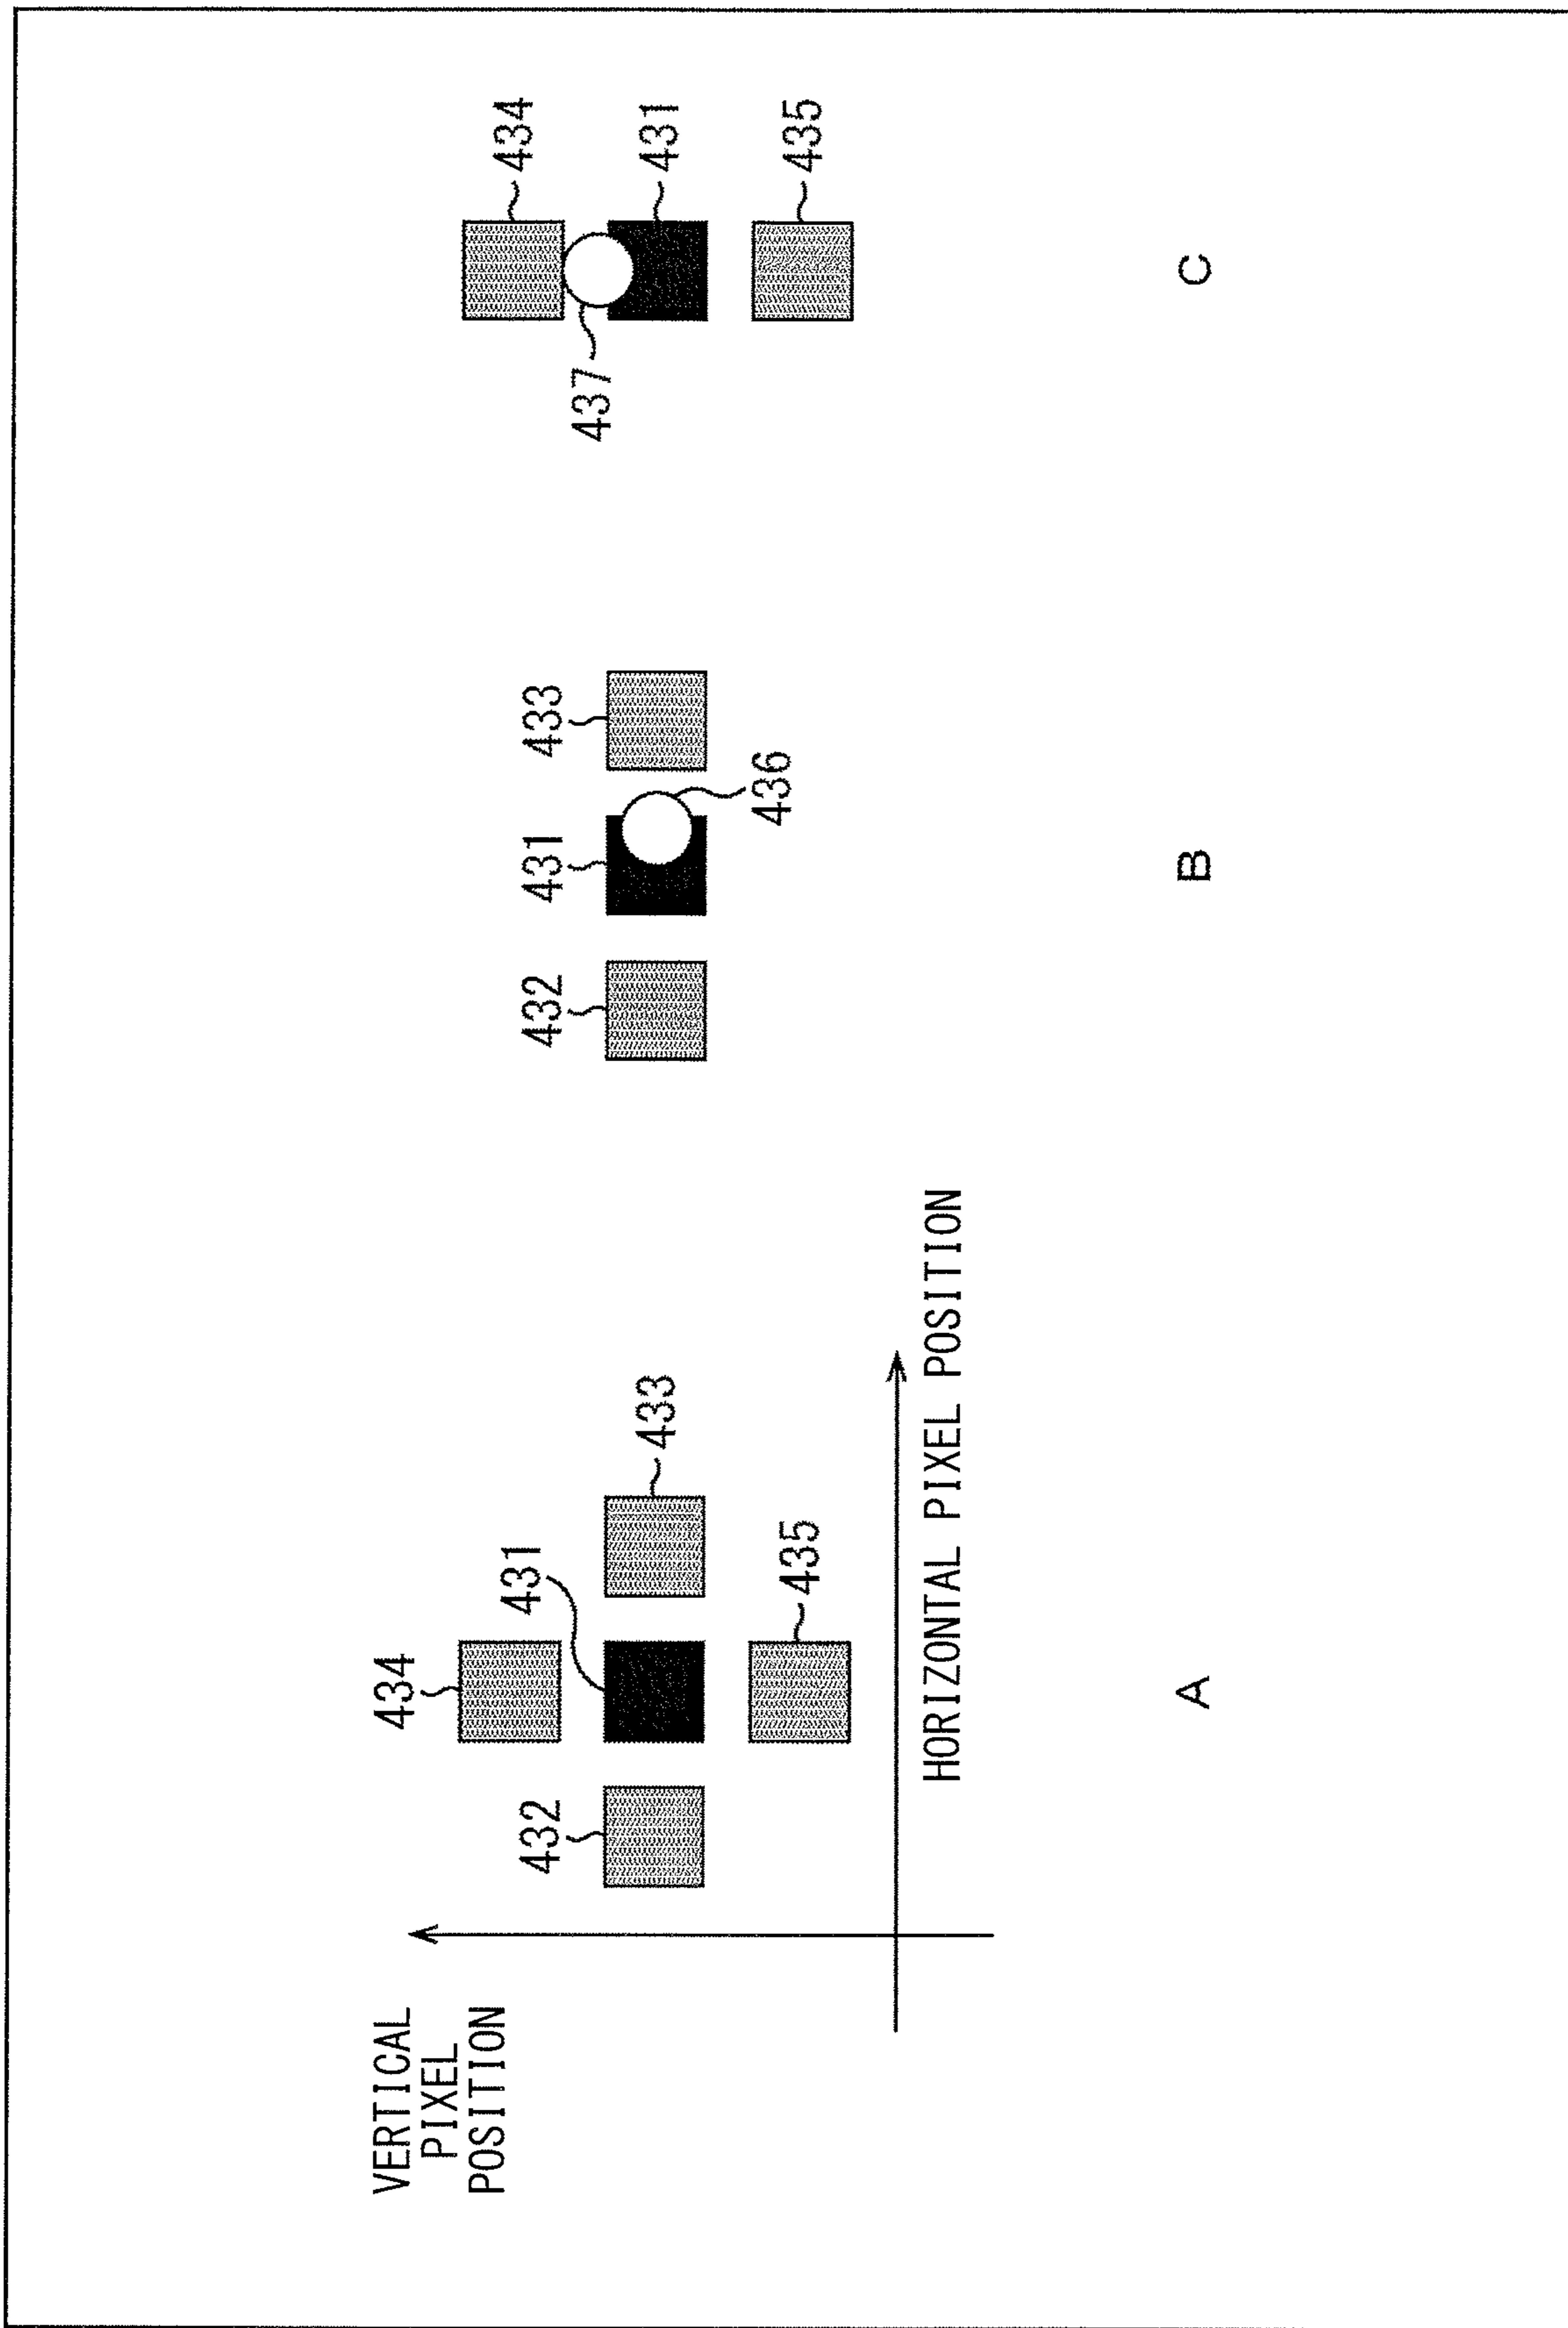 VERTICAL
PIXEL
POSITION
434
431
432
433
435
HORIZONTAL PIXEL POSITION
A
432
431
433
436
B
434
437
431
435
C